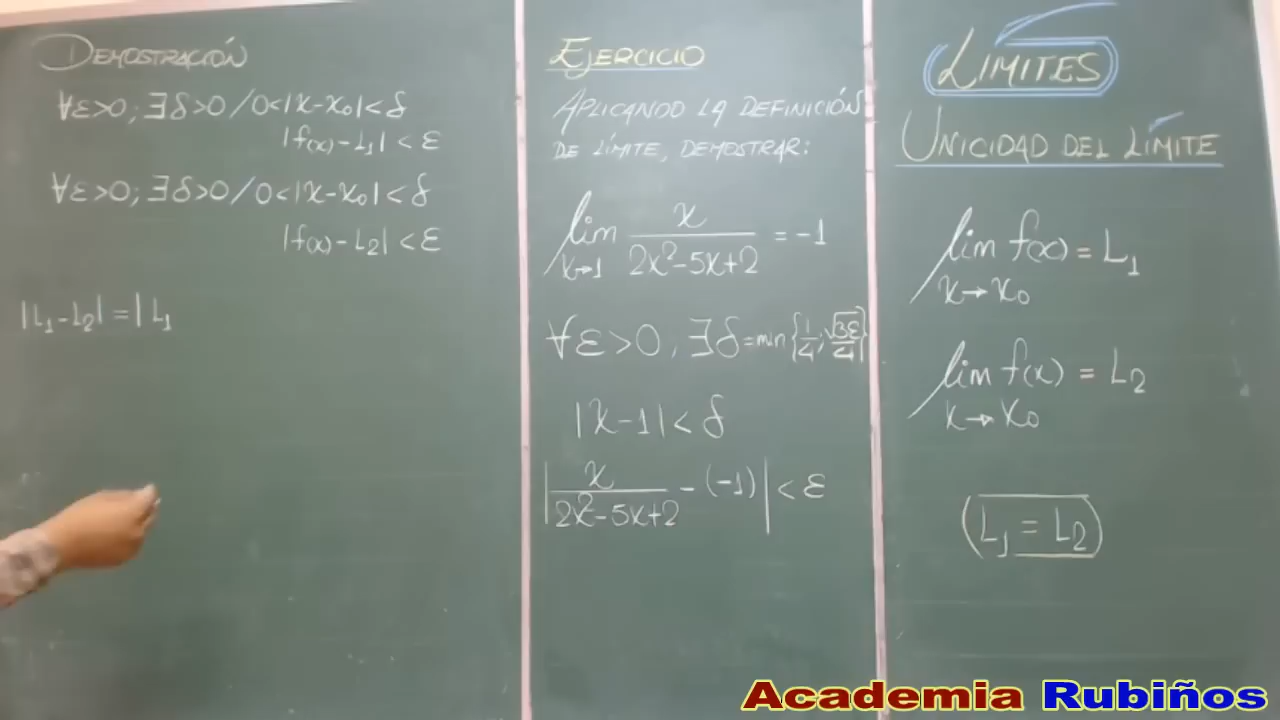 DEMOSTRACIÓN
∀ε>0; ∃δ>0 / 0<|x-x₀|<δ
|f(x)-L₁| < ε
∀ε>0; ∃δ>0 / 0<|x-x₀|<δ
|f(x)-L₂| < ε
|L₁-L₂| = |L₁
EJERCICIO
APLICANDO LA DEFINICIÓN
DE LÍMITE, DEMOSTRAR:
lim x→1 x/(2x²-5x+2) = -1
∀ε>0, ∃δ=min{1/4; √3ε/4}
|x-1|<δ
|x/(2x²-5x+2) - (-1)| < ε
LÍMITES
UNICIDAD DEL LÍMITE
lim x→x₀ f(x) = L₁
lim x→x₀ f(x) = L₂
(L₁ = L₂)
Academia Rubiños